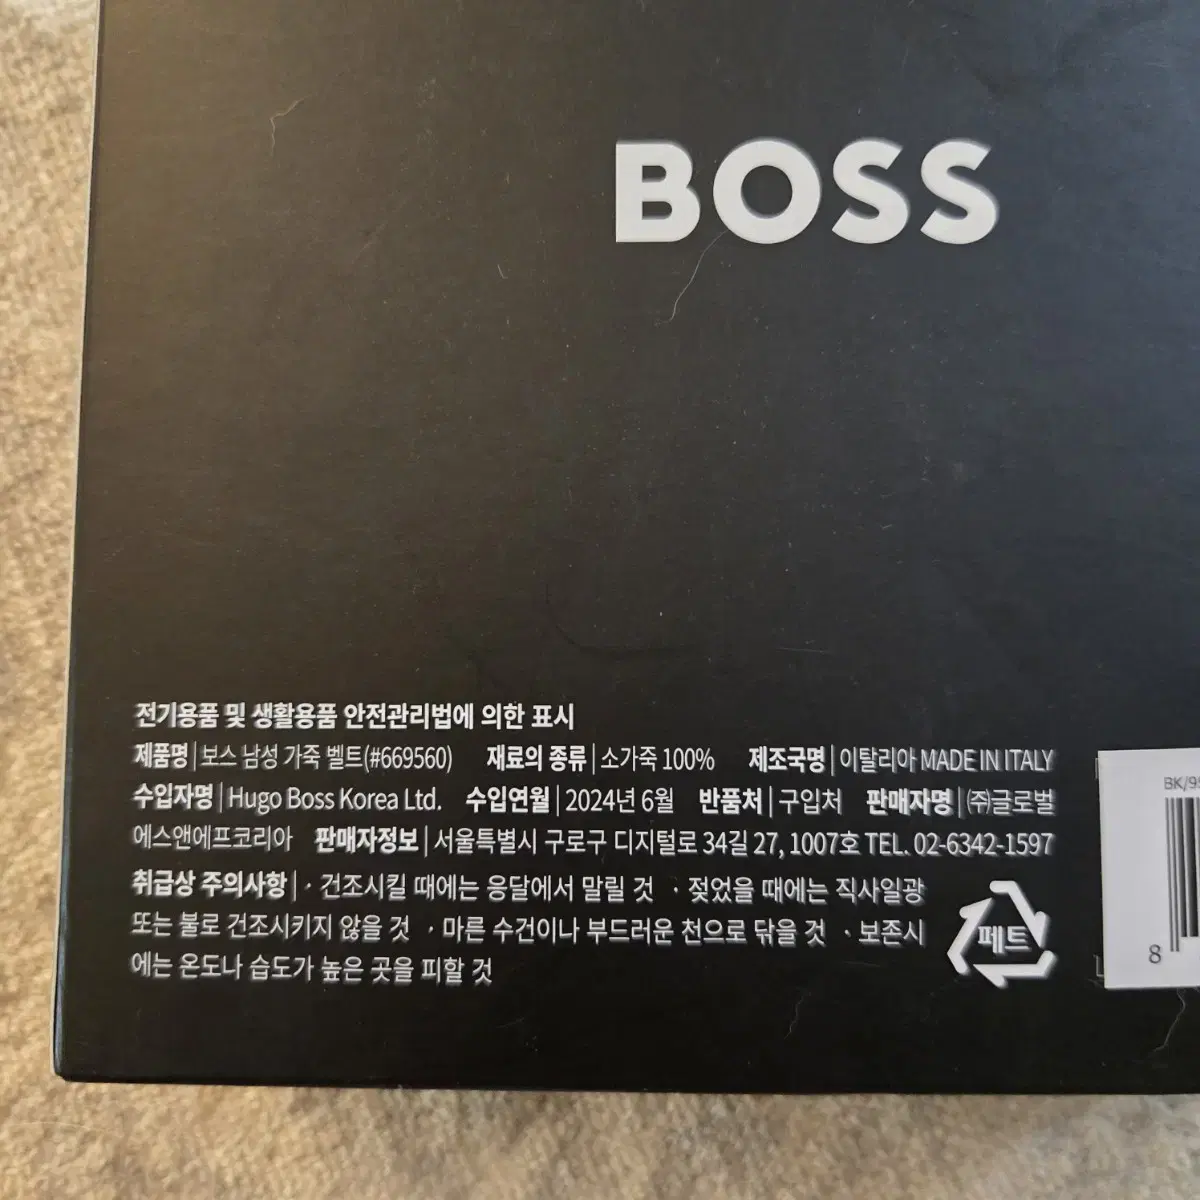 BOSS
전기용품 및 생활용품 안전관리법에 의한 표시
제품명 | 보스 남성 가죽 벨트(#669560) 재료의 종류 | 소가죽 100% 제조국명 | 이탈리아 MADE IN ITALY
수입자명 | Hugo Boss Korea Ltd. 수입연월 | 2024년 6월 반품처 | 구입처 판매자명 | ㈜글로벌
에스앤에프코리아 판매자정보 | 서울특별시 구로구 디지털로 34길 27, 1007호 TEL. 02-6342-1597
취급상 주의사항 | · 건조시킬 때에는 응달에서 말릴 것 · 젖었을 때에는 직사일광
또는 불로 건조시키지 않을 것 · 마른 수건이나 부드러운 천으로 닦을 것 · 보존시
에는 온도나 습도가 높은 곳을 피할 것
페트
8